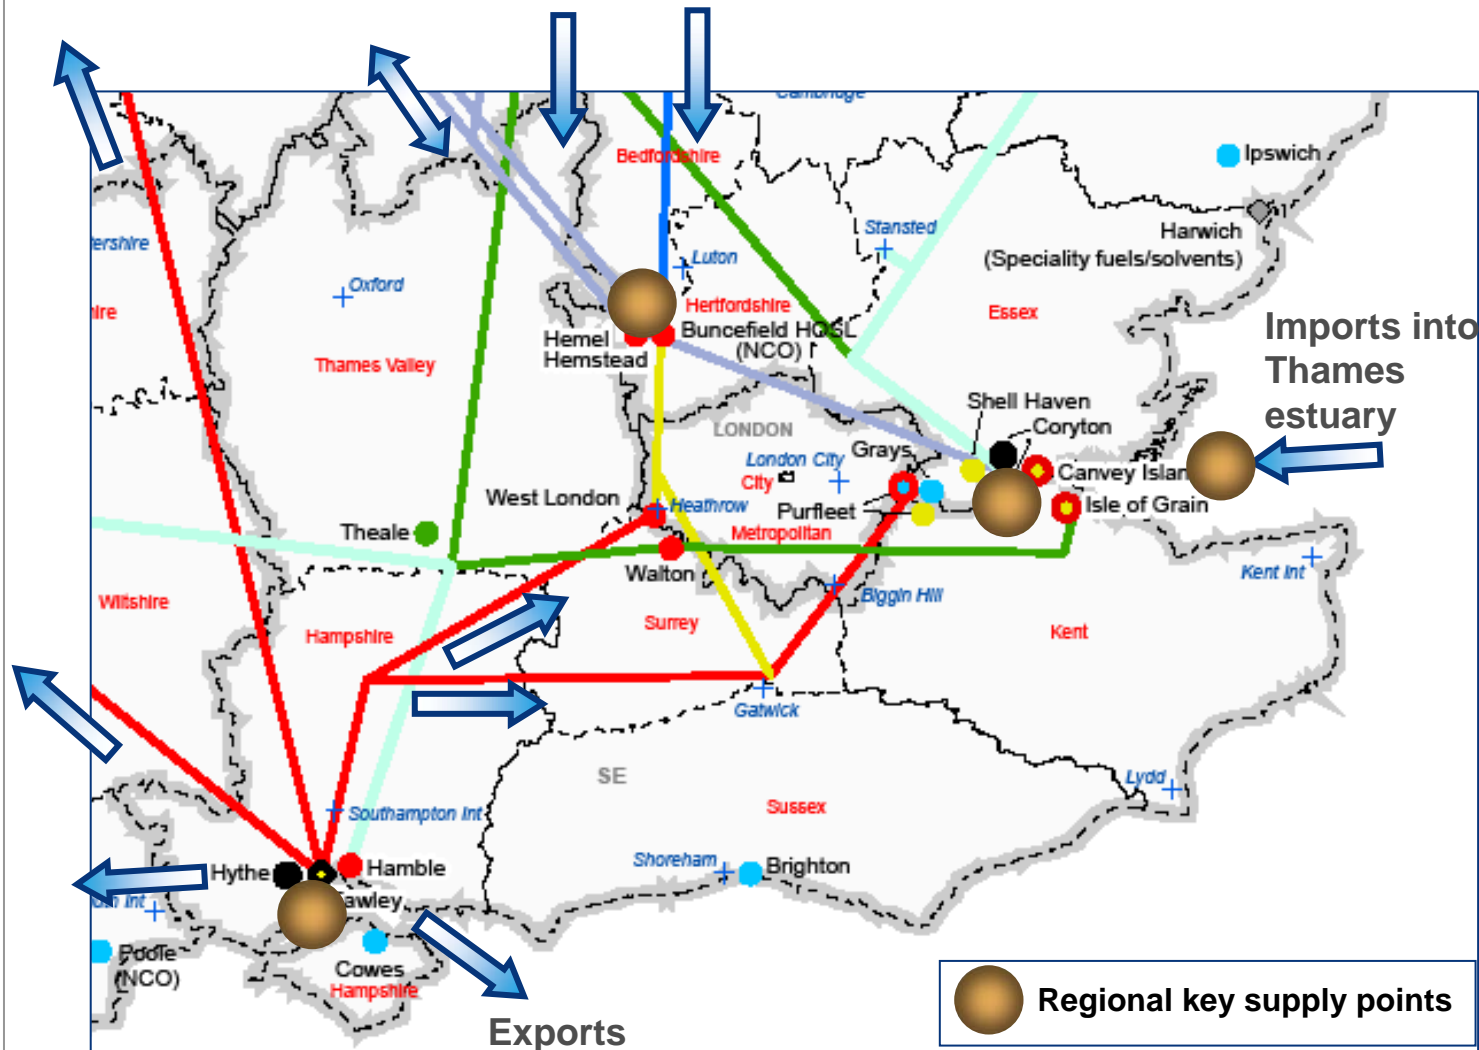 Cambridge
Bedfordshire
Ipswich
Harwich
(Speciality fuels/solvents)
Stansted
ershire
Luton
Oxford
Hertfordshire
Essex
Imports into
Thames
estuary
Hemel
Hemstead
Buncefield HOSL
(NCO)
Thames Valley
Shell Haven
Coryton
LONDON
Grays
London City
City
Canvey Islan
West London
Heathrow
Purfleet
Isle of Grain
Theale
Metropolitan
Walton
Kent Int
Biggin Hill
Wiltshire
Hampshire
Surrey
Kent
Gatwick
SE
Lydd
Sussex
Southampton Int
Shoreham
Brighton
Hythe
Hamble
awley
Int
Poole
(NCO)
Cowes
Hampshire
Exports
Regional key supply points